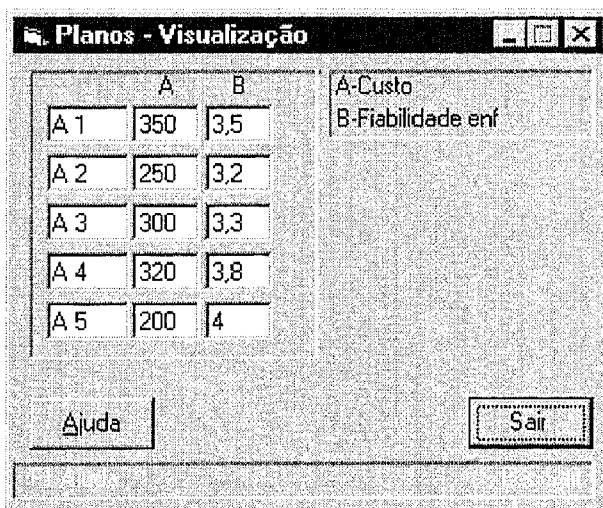 Planos - Visualização
A B
A 1 350 3,5
A 2 250 3,2
A 3 300 3,3
A 4 320 3,8
A 5 200 4
A-Custo
B-Fiabilidade enf
Ajuda
Sair